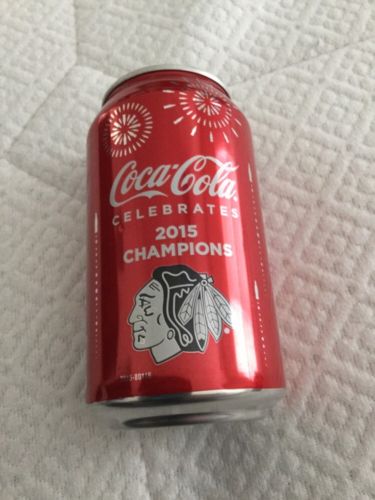 Coca-Cola
CELEBRATES
2015
CHAMPIONS